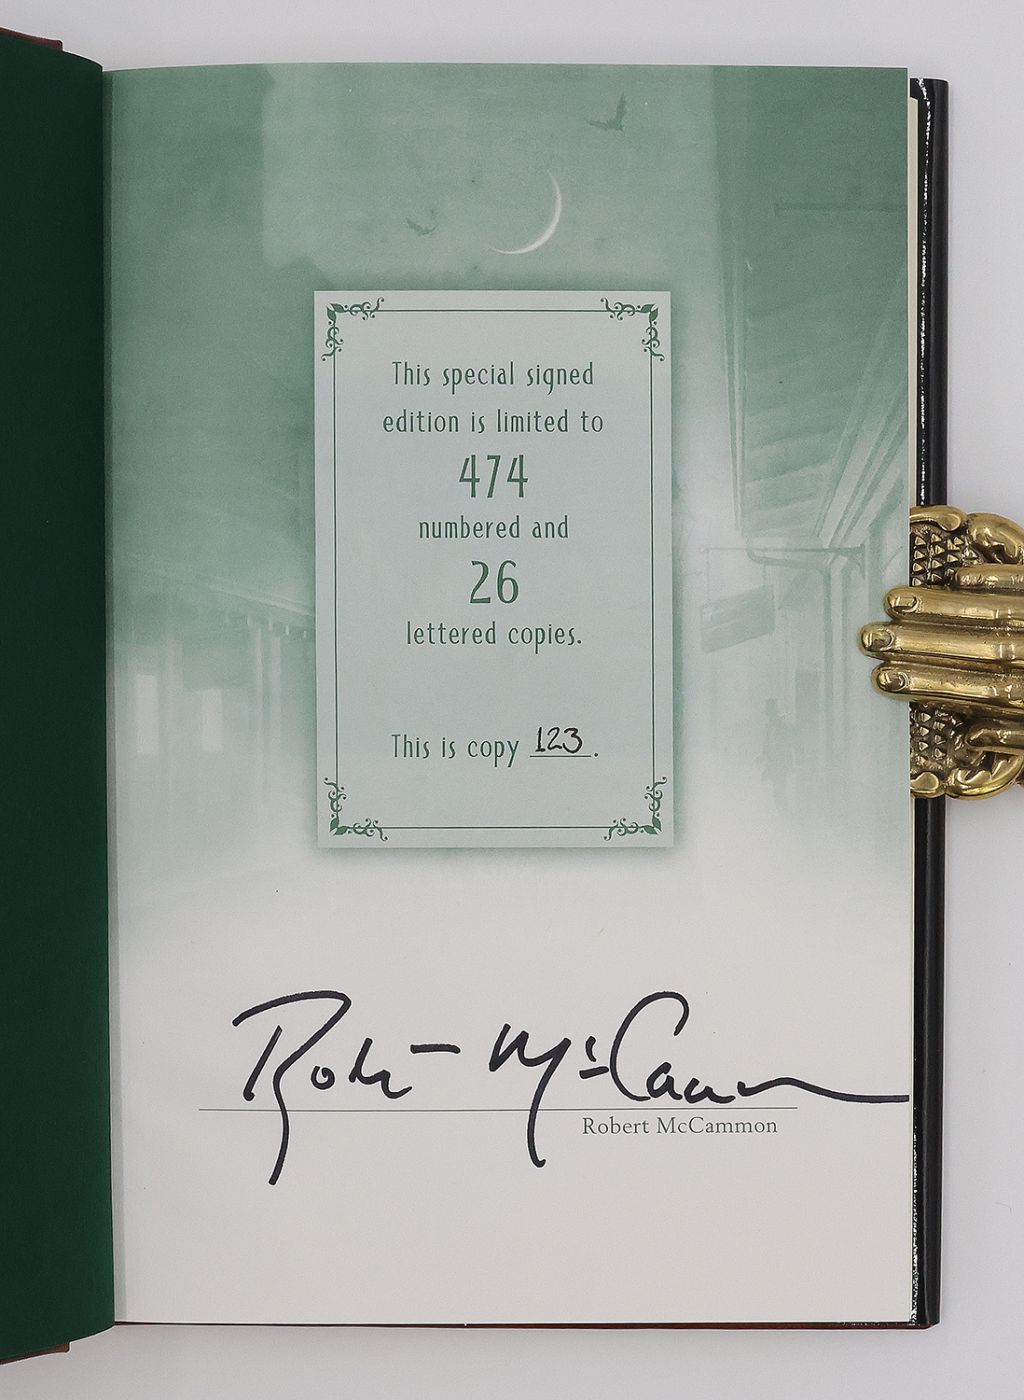 This special signed
edition is limited to
474
numbered and
26
lettered copies.
This is copy 123.
Robert McCammon
Robert McCammon